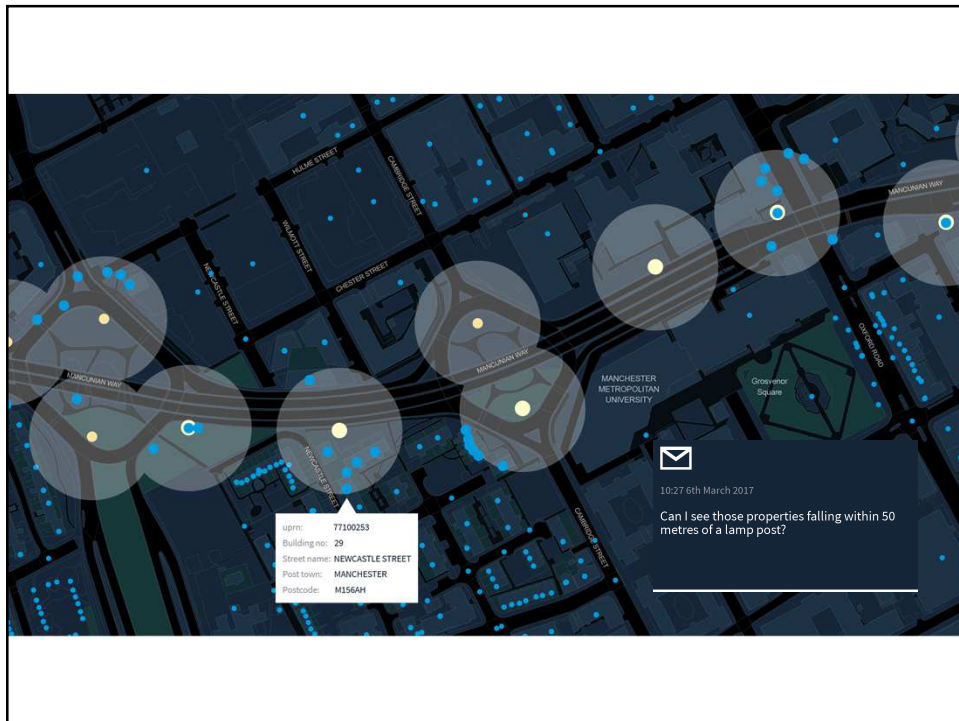 HULME STREET
CAMBRIDGE STREET
WILMOTT STREET
CHESTER STREET
NEWCASTLE STREET
MANCUNIAN WAY
MANCUNIAN WAY
MANCUNIAN WAY
OXFORD ROAD
MANCHESTER
METROPOLITAN
UNIVERSITY
Grosvenor
Square
NEWCASTLE STREET
CAMBRIDGE STREET
10:27 6th March 2017
Can I see those properties falling within 50
metres of a lamp post?
uprn: 77100253
Building no: 29
Street name: NEWCASTLE STREET
Post town: MANCHESTER
Postcode: M156AH